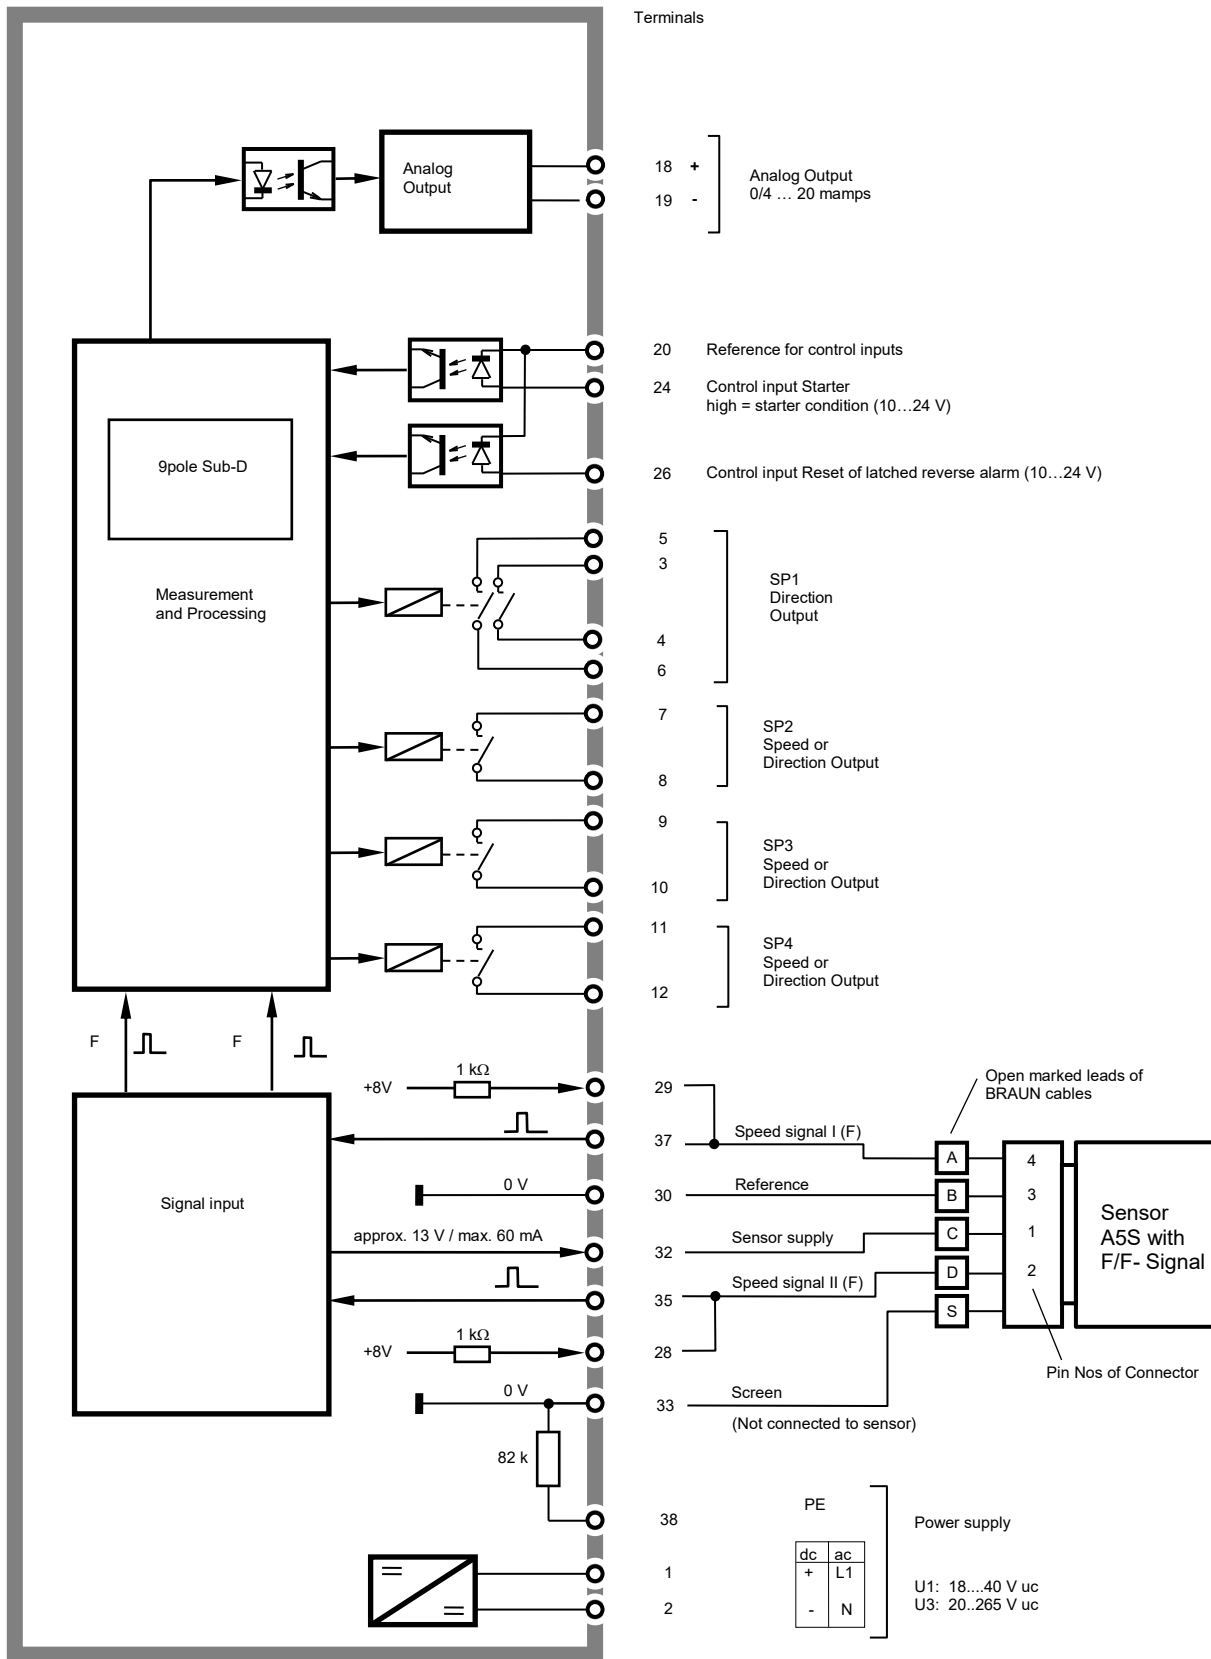 Terminals
Analog
Output
18 +
19 -
Analog Output
0/4 … 20 mamps
20 Reference for control inputs
24 Control input Starter
high = starter condition (10…24 V)
9pole Sub-D
26 Control input Reset of latched reverse alarm (10…24 V)
Measurement
and Processing
5
3
4
6
SP1
Direction
Output
7
8
SP2
Speed or
Direction Output
9
10
SP3
Speed or
Direction Output
11
12
SP4
Speed or
Direction Output
F
F
+8V
1 kΩ
29
Open marked leads of
BRAUN cables
37
Speed signal I (F)
A
4
Signal input
0 V
30
Reference
B
3
approx. 13 V / max. 60 mA
32
Sensor supply
C
1
Sensor
A5S with
F/F- Signal
35
Speed signal II (F)
D
2
S
+8V
1 kΩ
28
Pin Nos of Connector
0 V
33
Screen
(Not connected to sensor)
82 k
38
PE
Power supply
dc ac
1
+ L1
2
- N
U1: 18....40 V uc
U3: 20..265 V uc